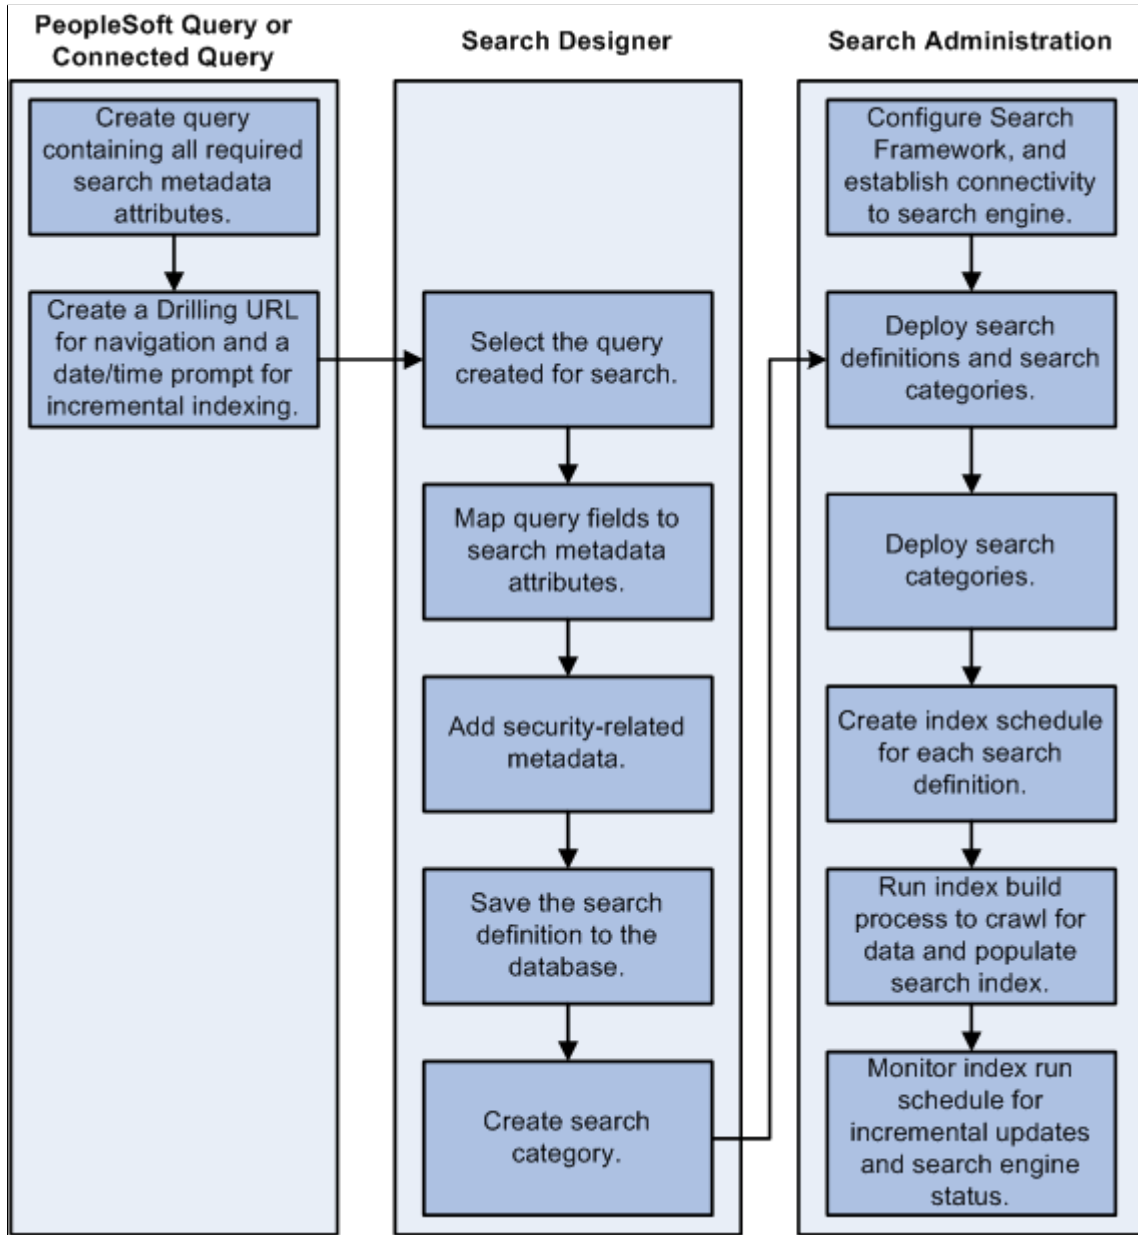 PeopleSoft Query or
Connected Query
Create query
containing all required
search metadata
attributes.
Create a Drilling URL
for navigation and a
date/time prompt for
incremental indexing.
Search Designer
Select the query
created for search.
Map query fields to
search metadata
attributes.
Add security-related
metadata.
Save the search
definition to the
database.
Create search
category.
Search Administration
Configure Search
Framework, and
establish connectivity
to search engine.
Deploy search
definitions and search
categories.
Deploy search
categories.
Create index schedule
for each search
definition.
Run index build
process to crawl for
data and populate
search index.
Monitor index run
schedule for
incremental updates
and search engine
status.